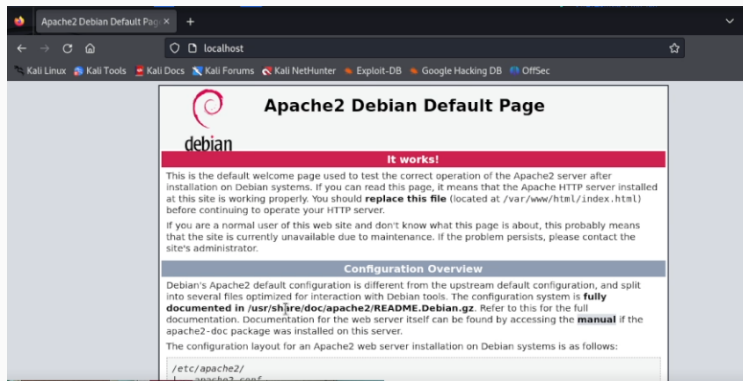 Apache2 Debian Default Pag
localhost
Kali Linux Kali Tools Kali Docs Kali Forums Kali NetHunter Exploit-DB Google Hacking DB OffSec
debian
Apache2 Debian Default Page
It works!
This is the default welcome page used to test the correct operation of the Apache2 server after
installation on Debian systems. If you can read this page, it means that the Apache HTTP server installed
at this site is working properly. You should replace this file (located at /var/www/html/index.html)
before continuing to operate your HTTP server.
If you are a normal user of this web site and don't know what this page is about, this probably means
that the site is currently unavailable due to maintenance. If the problem persists, please contact the
site's administrator.
Configuration Overview
Debian's Apache2 default configuration is different from the upstream default configuration, and split
into several files optimized for interaction with Debian tools. The configuration system is fully
documented in /usr/share/doc/apache2/README.Debian.gz. Refer to this for the full
documentation. Documentation for the web server itself can be found by accessing the manual if the
apache2-doc package was installed on this server.
The configuration layout for an Apache2 web server installation on Debian systems is as follows:
/etc/apache2/